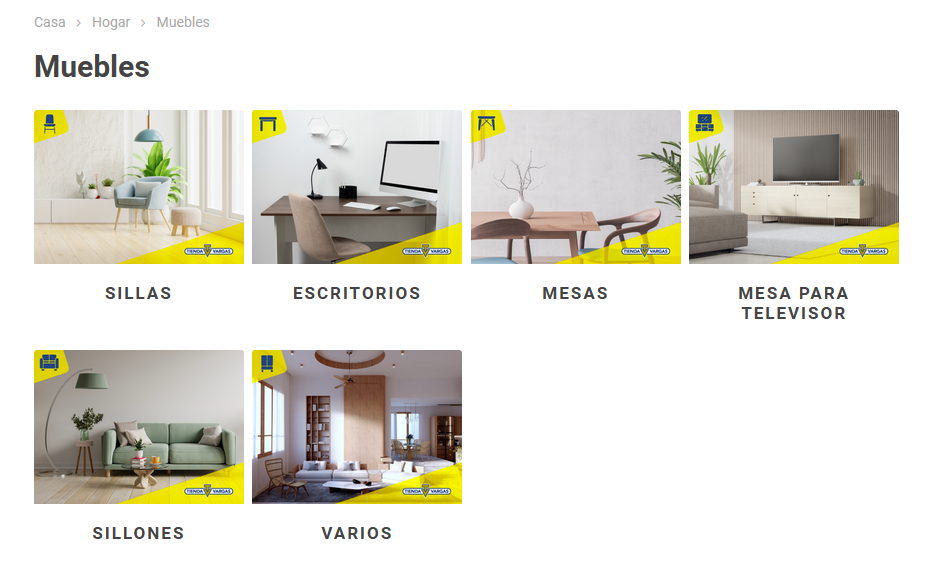 Casa > Hogar > Muebles
Muebles
TIENDA VARGAS
TIENDA VARGAS
TIENDA VARGAS
TIENDA VARGAS
SILLAS
ESCRITORIOS
MESAS
MESA PARA
TELEVISOR
TIENDA VARGAS
TIENDA VARGAS
SILLONES
VARIOS